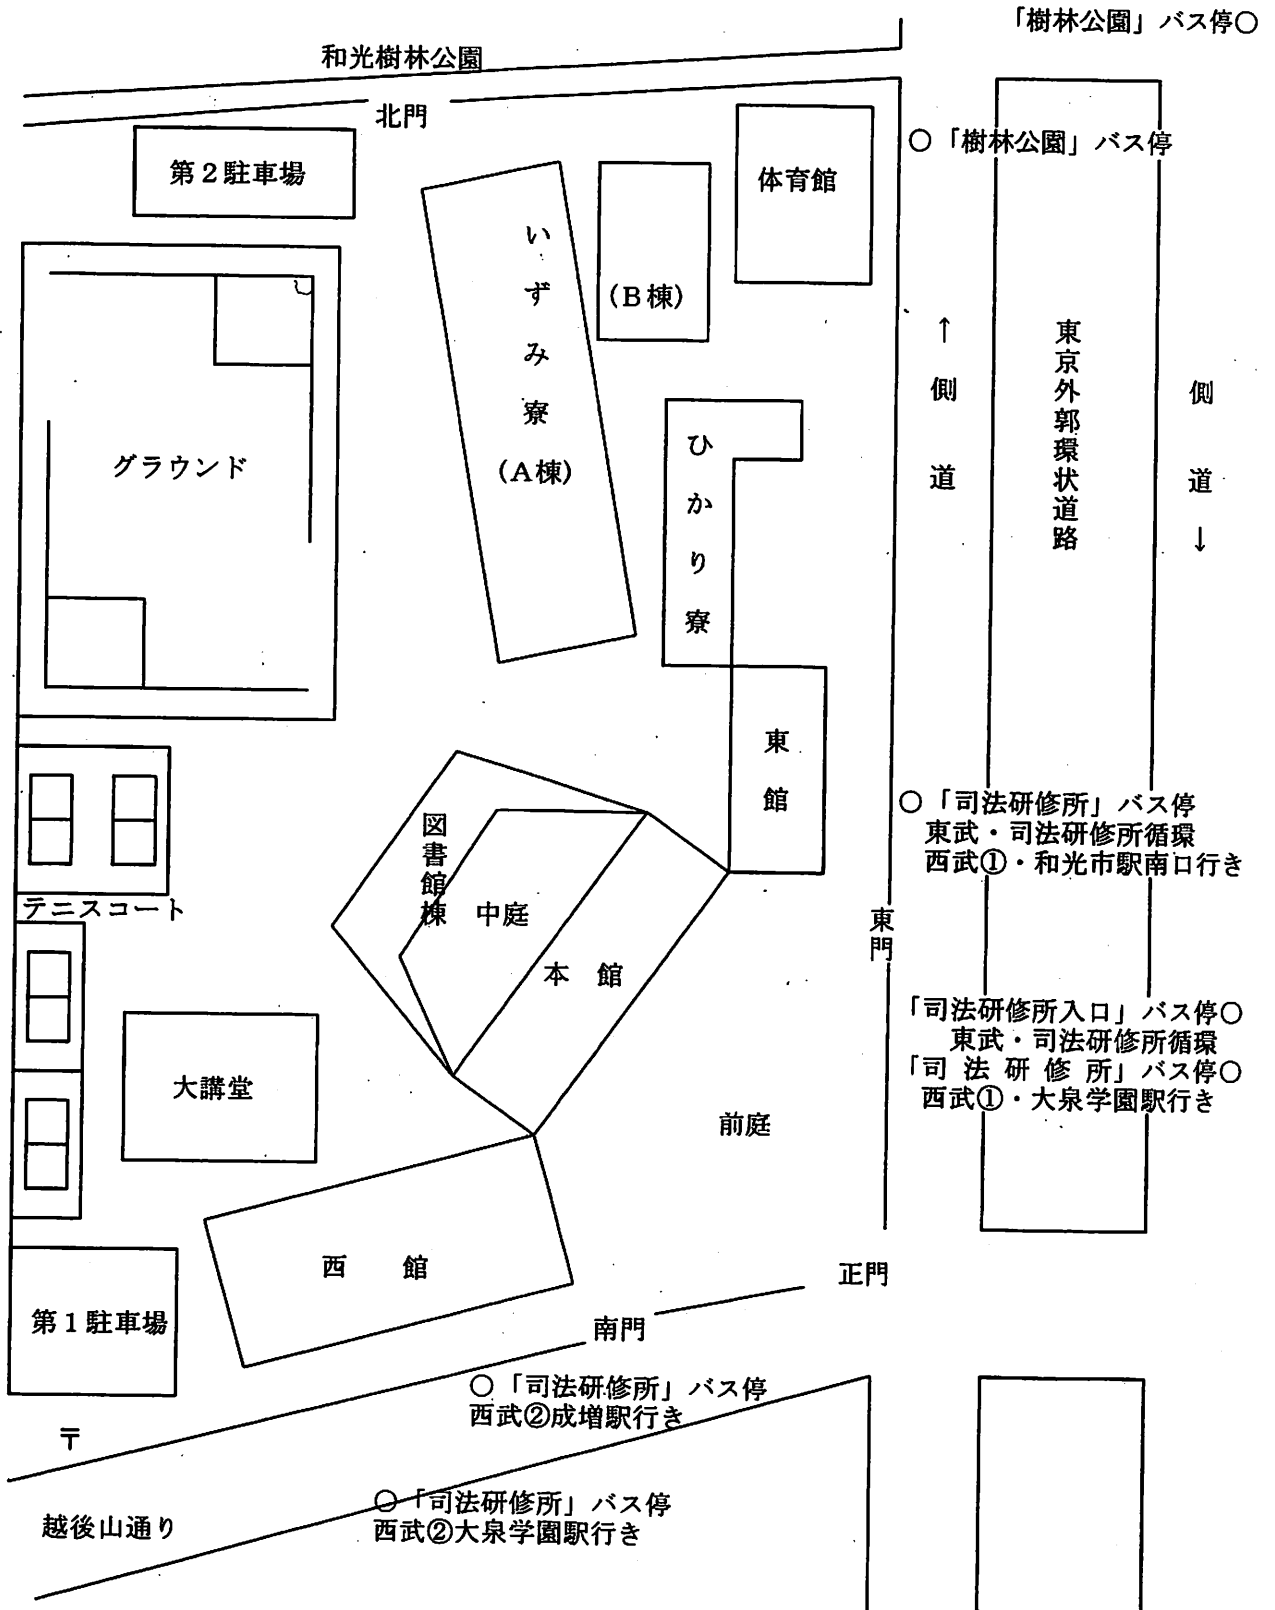 「樹林公園」バス停○
和光樹林公園
北門
○「樹林公園」バス停
第2駐車場
体育館
いずみ寮
(A棟)
(B棟)
↑側道
東京外郭環状道路
側道↓
グラウンド
ひかり寮
東館
○「司法研修所」バス停
東武・司法研修所循環
西武①・和光市駅南口行き
図書館棟
中庭
本館
テニスコート
東門
「司法研修所入口」バス停○
東武・司法研修所循環
「司法研修所」バス停○
西武①・大泉学園駅行き
大講堂
前庭
西館
正門
第1駐車場
南門
○「司法研修所」バス停
西武②成増駅行き
〒
○「司法研修所」バス停
西武②大泉学園駅行き
越後山通り